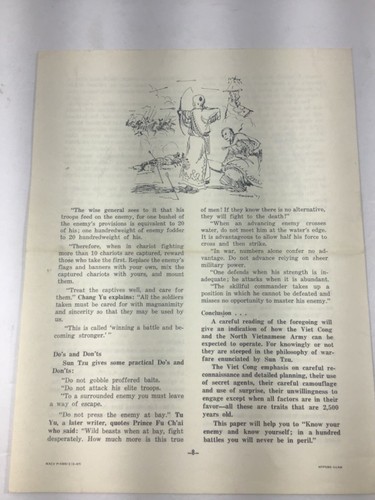 "The wise general sees to it that his
troops feed on the enemy, for one bushel of
the enemy's provisions is equivalent to 20
of his; one hundredweight of enemy fodder
to 20 hundredweight of his.
"Therefore, when in chariot fighting
more than 10 chariots are captured, reward
those who take the first. Replace the enemy's
flags and banners with your own, mix the
captured chariots with yours, and mount
them.
"Treat the captives well, and care for
them." Chang Yu explains: "All the soldiers
taken must be cared for with magnanimity
and sincerity so that they may be used by
us.
"This is called 'winning a battle and be-
coming stronger.' "
Do's and Don'ts
Sun Tzu gives some practical Do's and
Don'ts:
"Do not gobble proffered baits.
"Do not attack his elite troops.
"To a surrounded enemy you must leave
a way of escape.
"Do not press the enemy at bay." Tu
Yu, a later writer, quotes Prince Fu Ch'ai
who said: "Wild beasts when at bay, fight
desperately. How much more is this true
of men! If they know there is no alternative,
they will fight to the death!"
"When an advancing enemy crosses
water, do not meet him at the water's edge.
It is advantageous to allow half his force to
cross and then strike.
"In war, numbers alone confer no ad-
vantage. Do not advance relying on sheer
military power.
"One defends when his strength is in-
adequate; he attacks when it is abundant.
"The skillful commander takes up a
position in which he cannot be defeated and
misses no opportunity to master his enemy."
Conclusion . . .
A careful reading of the foregoing will
give an indication of how the Viet Cong
and the North Vietnamese Army can be
expected to operate. For knowingly or not
they are steeped in the philosophy of war-
fare enunciated by Sun Tzu.
The Viet Cong emphasis on careful re-
connaissance and detailed planning, their use
of secret agents, their careful camouflage
and use of surprise, their unwillingness to
engage except when all factors are in their
favor—all these are traits that are 2,500
years old.
This paper will help you to "Know your
enemy and know yourself; in a hundred
battles you will never be in peril."
—8—